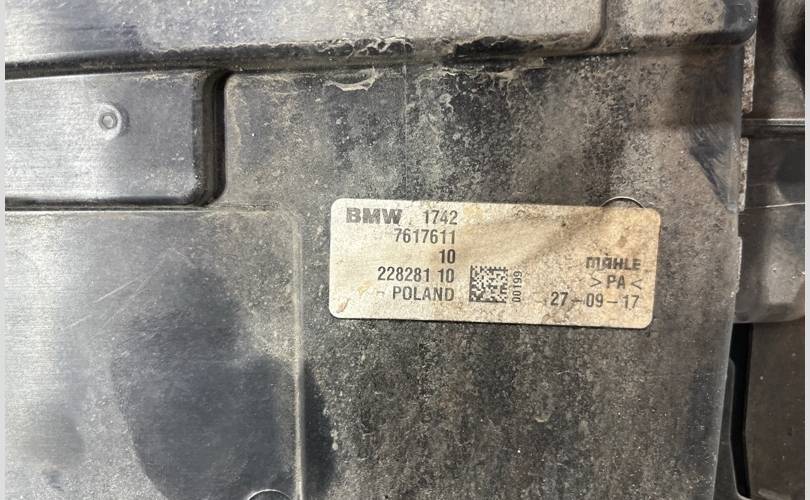 BMW 1742
7617611
10
228281 10
- POLAND
00199
MAHLE
>PA<
27-09-17